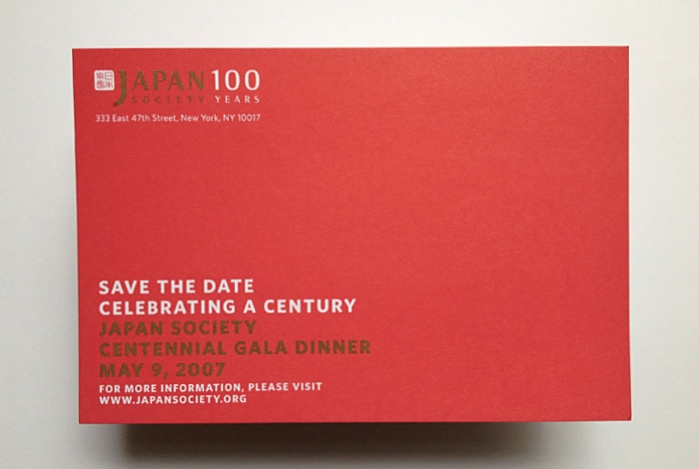 JAPAN 100
SOCIETY YEARS
333 East 47th Street, New York, NY 10017
SAVE THE DATE
CELEBRATING A CENTURY
JAPAN SOCIETY
CENTENNIAL GALA DINNER
MAY 9, 2007
FOR MORE INFORMATION, PLEASE VISIT
WWW.JAPANSOCIETY.ORG